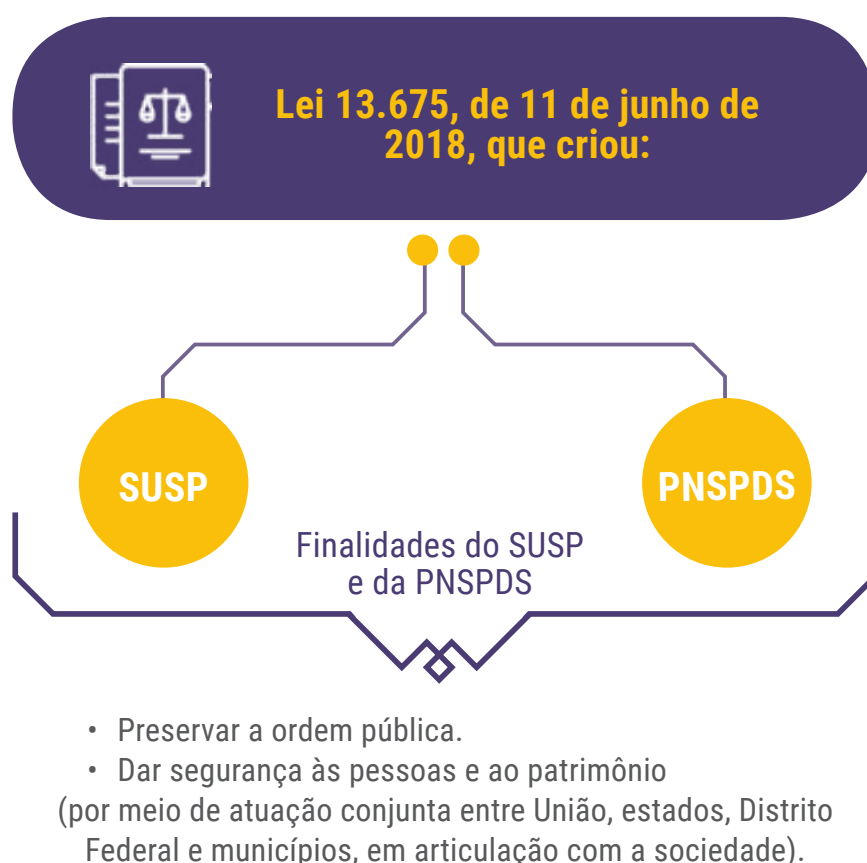 Lei 13.675, de 11 de junho de
2018, que criou:
SUSP
PNSPDS
Finalidades do SUSP
e da PNSPDS
• Preservar a ordem pública.
• Dar segurança às pessoas e ao patrimônio
(por meio de atuação conjunta entre União, estados, Distrito
Federal e municípios, em articulação com a sociedade).